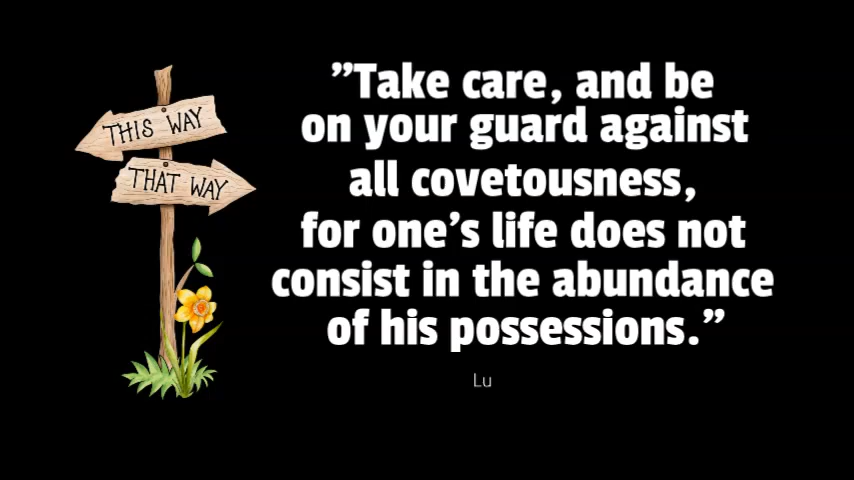 THIS WAY
THAT WAY
”Take care, and be
on your guard against
all covetousness,
for one’s life does not
consist in the abundance
of his possessions.”
Lu